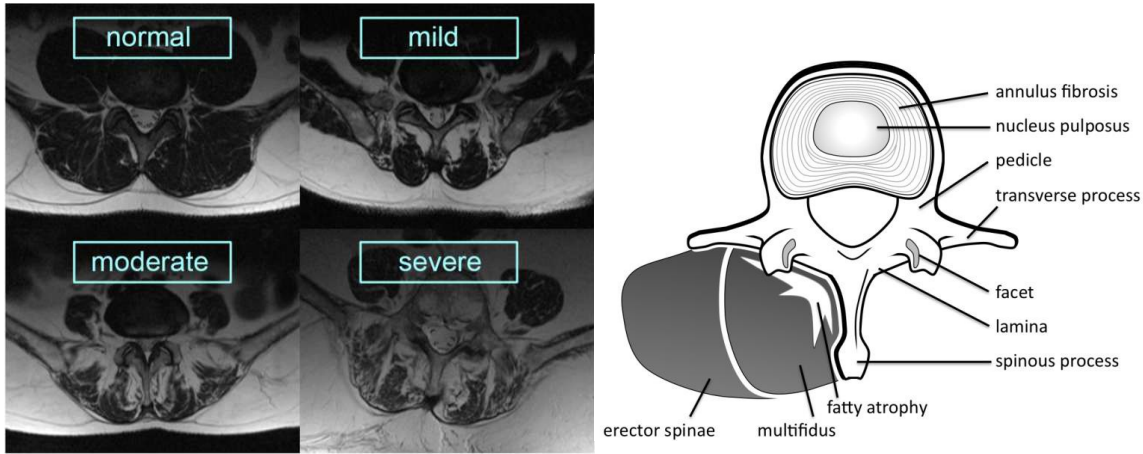 normal
mild
moderate
severe
annulus fibrosis
nucleus pulposus
pedicle
transverse process
facet
lamina
spinous process
fatty atrophy
erector spinae
multifidus